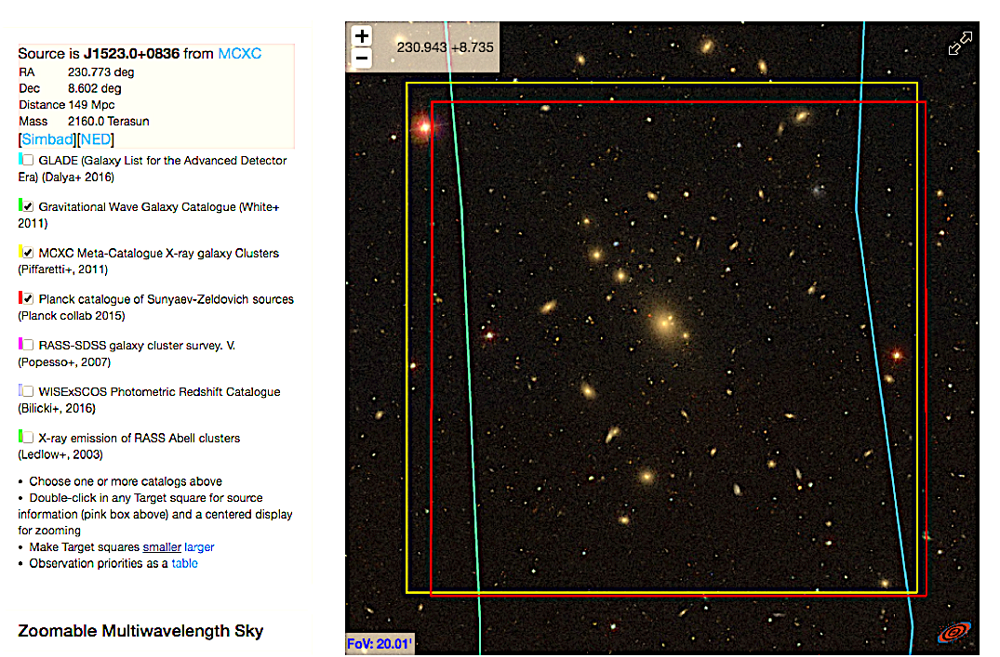 Source is J1523.0+0836 from MCXC
RA 230.773 deg
Dec 8.602 deg
Distance 149 Mpc
Mass 2160.0 Terasun
[Simbad][NED]
GLADE (Galaxy List for the Advanced Detector
Era) (Dalya+ 2016)
Gravitational Wave Galaxy Catalogue (White+
2011)
MCXC Meta-Catalogue X-ray galaxy Clusters
(Piffaretti+, 2011)
Planck catalogue of Sunyaev-Zeldovich sources
(Planck collab 2015)
RASS-SDSS galaxy cluster survey. V.
(Popesso+, 2007)
WISExSCOS Photometric Redshift Catalogue
(Bilicki+, 2016)
X-ray emission of RASS Abell clusters
(Ledlow+, 2003)
• Choose one or more catalogs above
• Double-click in any Target square for source
information (pink box above) and a centered display
for zooming
• Make Target squares smaller larger
• Observation priorities as a table
Zoomable Multiwavelength Sky
+
230.943 +8.735
−
FoV: 20.01'